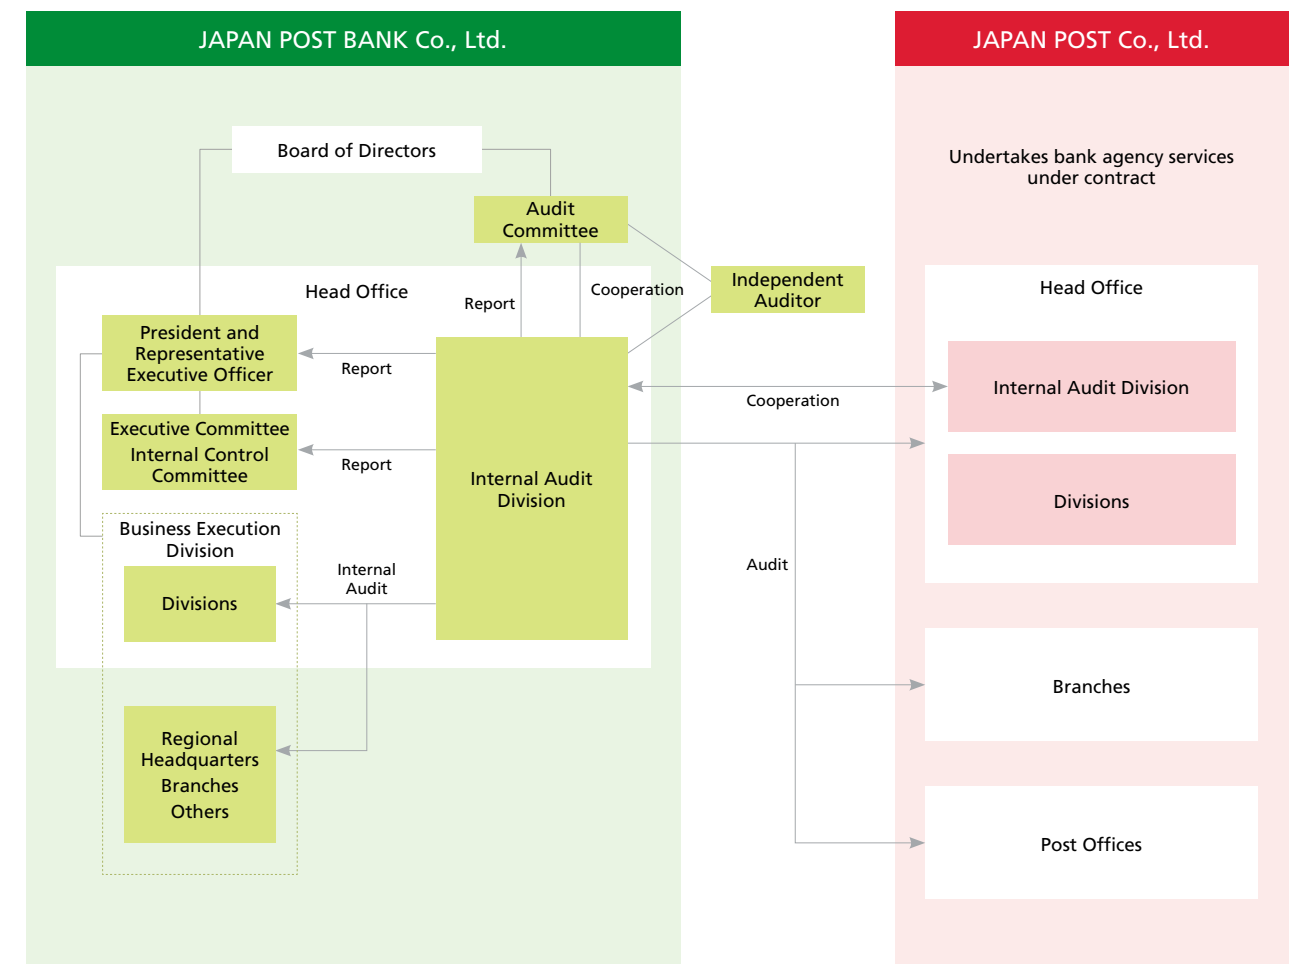 JAPAN POST BANK Co., Ltd.
Board of Directors
Audit
Committee
Independent
Auditor
Head Office
Report
Cooperation
President and
Representative
Executive Officer
Report
Executive Committee
Internal Control
Committee
Report
Internal Audit
Division
Business Execution
Division
Internal
Audit
Divisions
Regional
Headquarters
Branches
Others
Cooperation
Audit
JAPAN POST Co., Ltd.
Undertakes bank agency services
under contract
Head Office
Internal Audit Division
Divisions
Branches
Post Offices